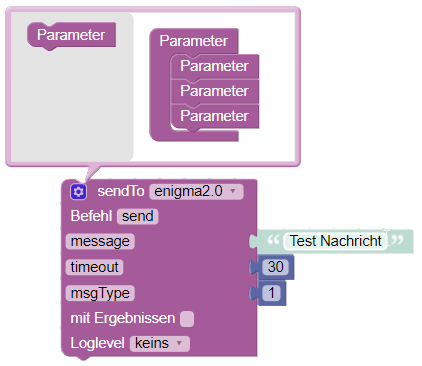 Parameter
Parameter
Parameter
Parameter
Parameter
sendTo enigma2.0
Befehl send
message “ Test Nachricht ”
timeout 30
msgType 1
mit Ergebnissen
Loglevel keins